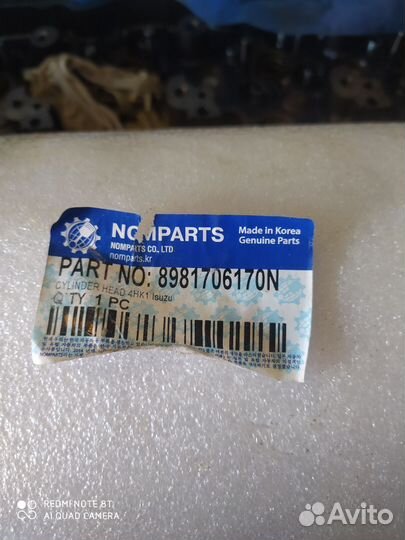 NOMPARTS
NOMPARTS CO., LTD
nomparts.kr
Made in Korea
Genuine Parts
PART NO: 8981706170N
CYLINDER HEAD 4HK1 Isuzu
Q'TY 1 PC
REDMI NOTE 8T
AI QUAD CAMERA
Avito